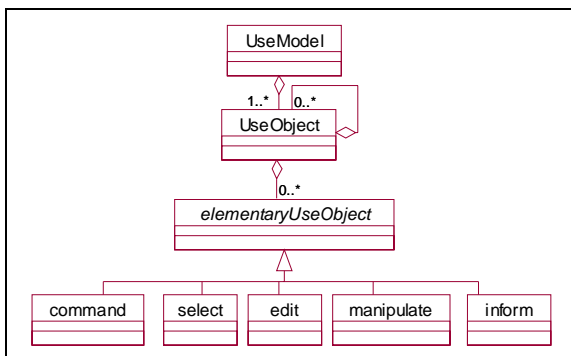 UseModel
1..* 0..*
UseObject
0..*
elementaryUseObject
command select edit manipulate inform